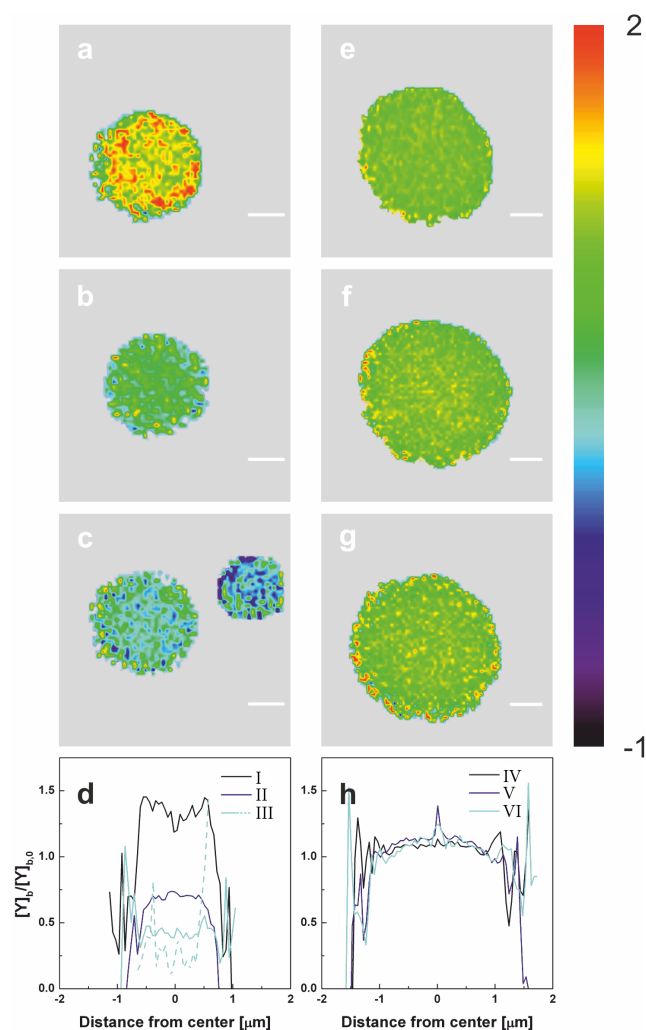 a
e
2
b
f
c
g
-1
d
I
II
III
h
IV
V
VI
1.5
1.0
0.5
0.0
[Y]b/[Y]b,0
-2 -1 0 1 2
Distance from center [µm]
1.5
1.0
0.5
0.0
-2 -1 0 1 2
Distance from center [µm]